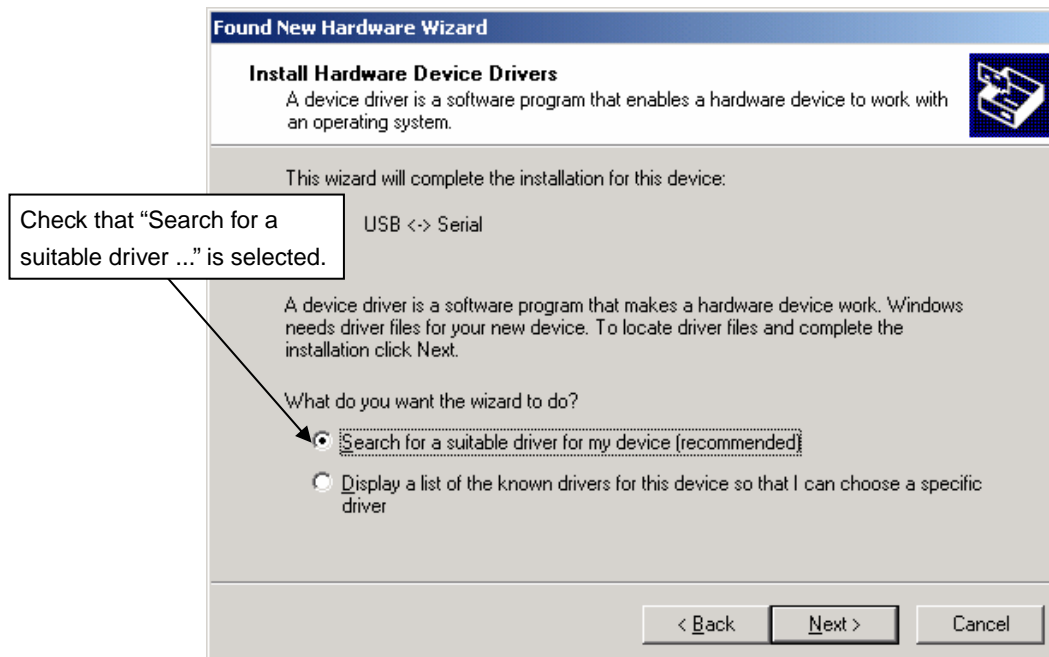 Found New Hardware Wizard
Install Hardware Device Drivers
A device driver is a software program that enables a hardware device to work with
an operating system.
This wizard will complete the installation for this device:
Check that “Search for a
suitable driver ...” is selected.
USB <-> Serial
A device driver is a software program that makes a hardware device work. Windows
needs driver files for your new device. To locate driver files and complete the
installation click Next.
What do you want the wizard to do?
Search for a suitable driver for my device (recommended)
Display a list of the known drivers for this device so that I can choose a specific
driver
< Back
Next >
Cancel